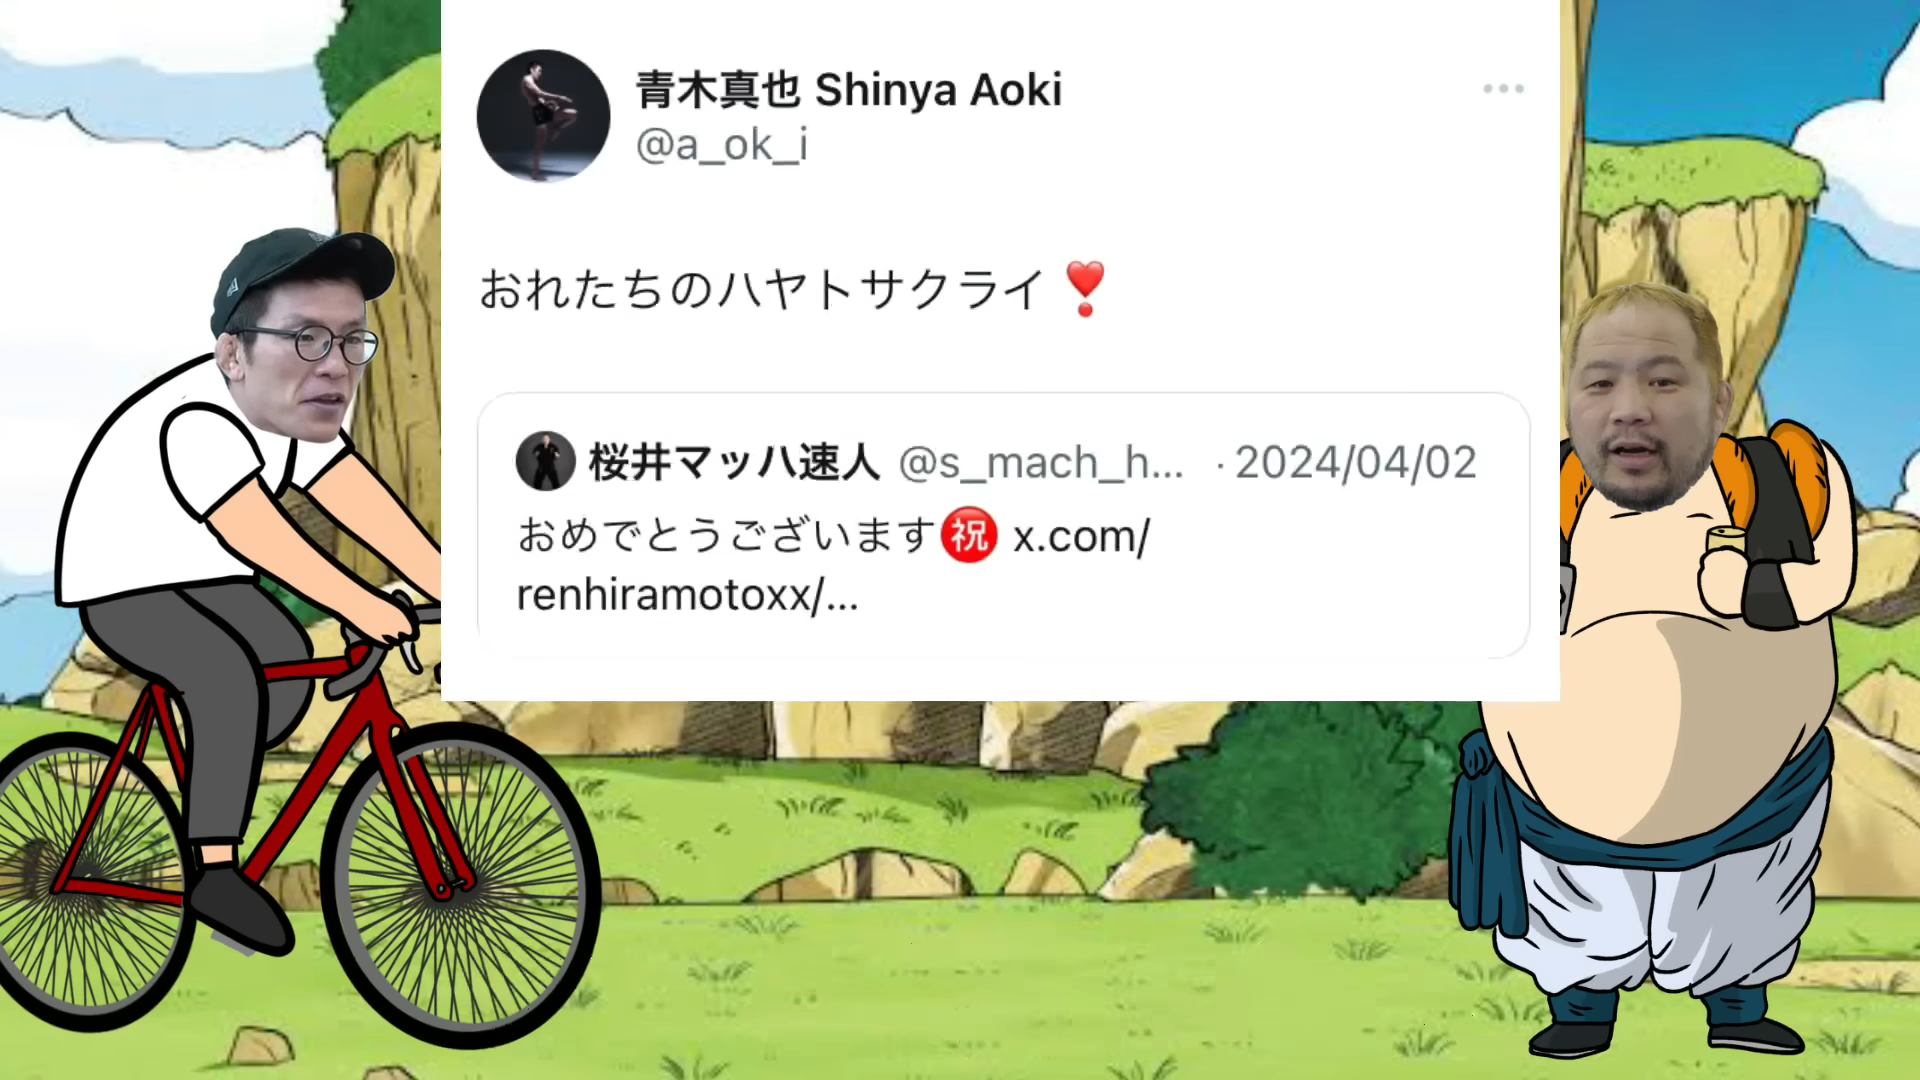 青木真也 Shinya Aoki
@a_ok_i
おれたちのハヤトサクライ❣️
桜井マッハ速人 @s_mach_h... · 2024/04/02
おめでとうございます㊗️ x.com/
renhiramotoxx/...